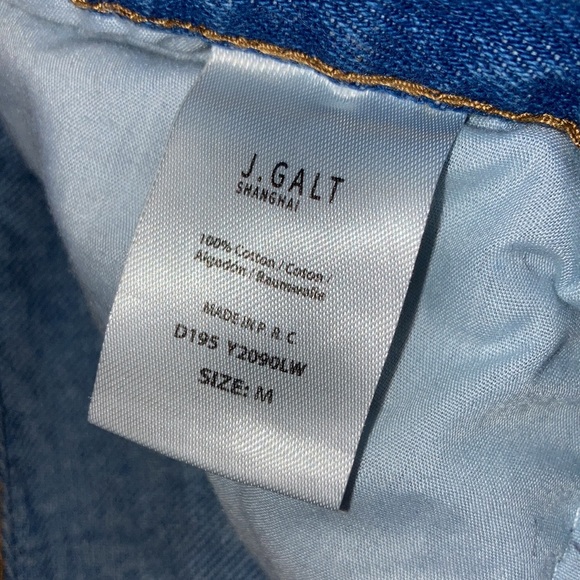 J.GALT
SHANGHAI
100% Cotton / Coton /
Algodón / Baumwolle
MADE IN P. R. C.
D195 Y2090LW
SIZE: M